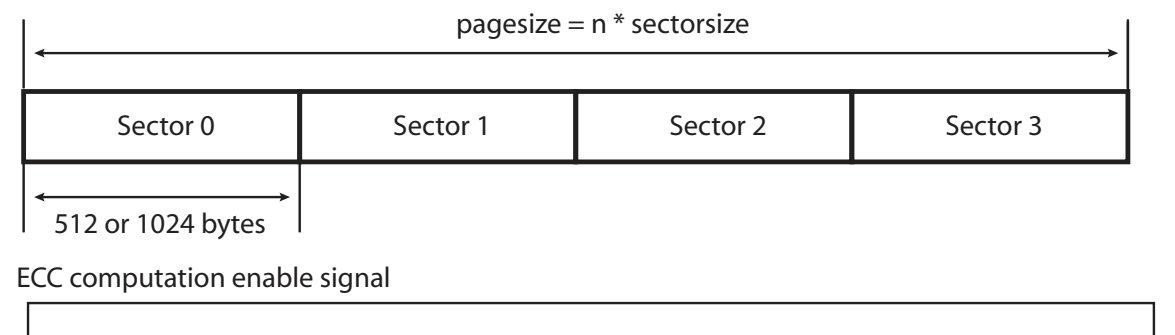 pagesize = n * sectorsize
Sector 0 Sector 1 Sector 2 Sector 3
512 or 1024 bytes
ECC computation enable signal